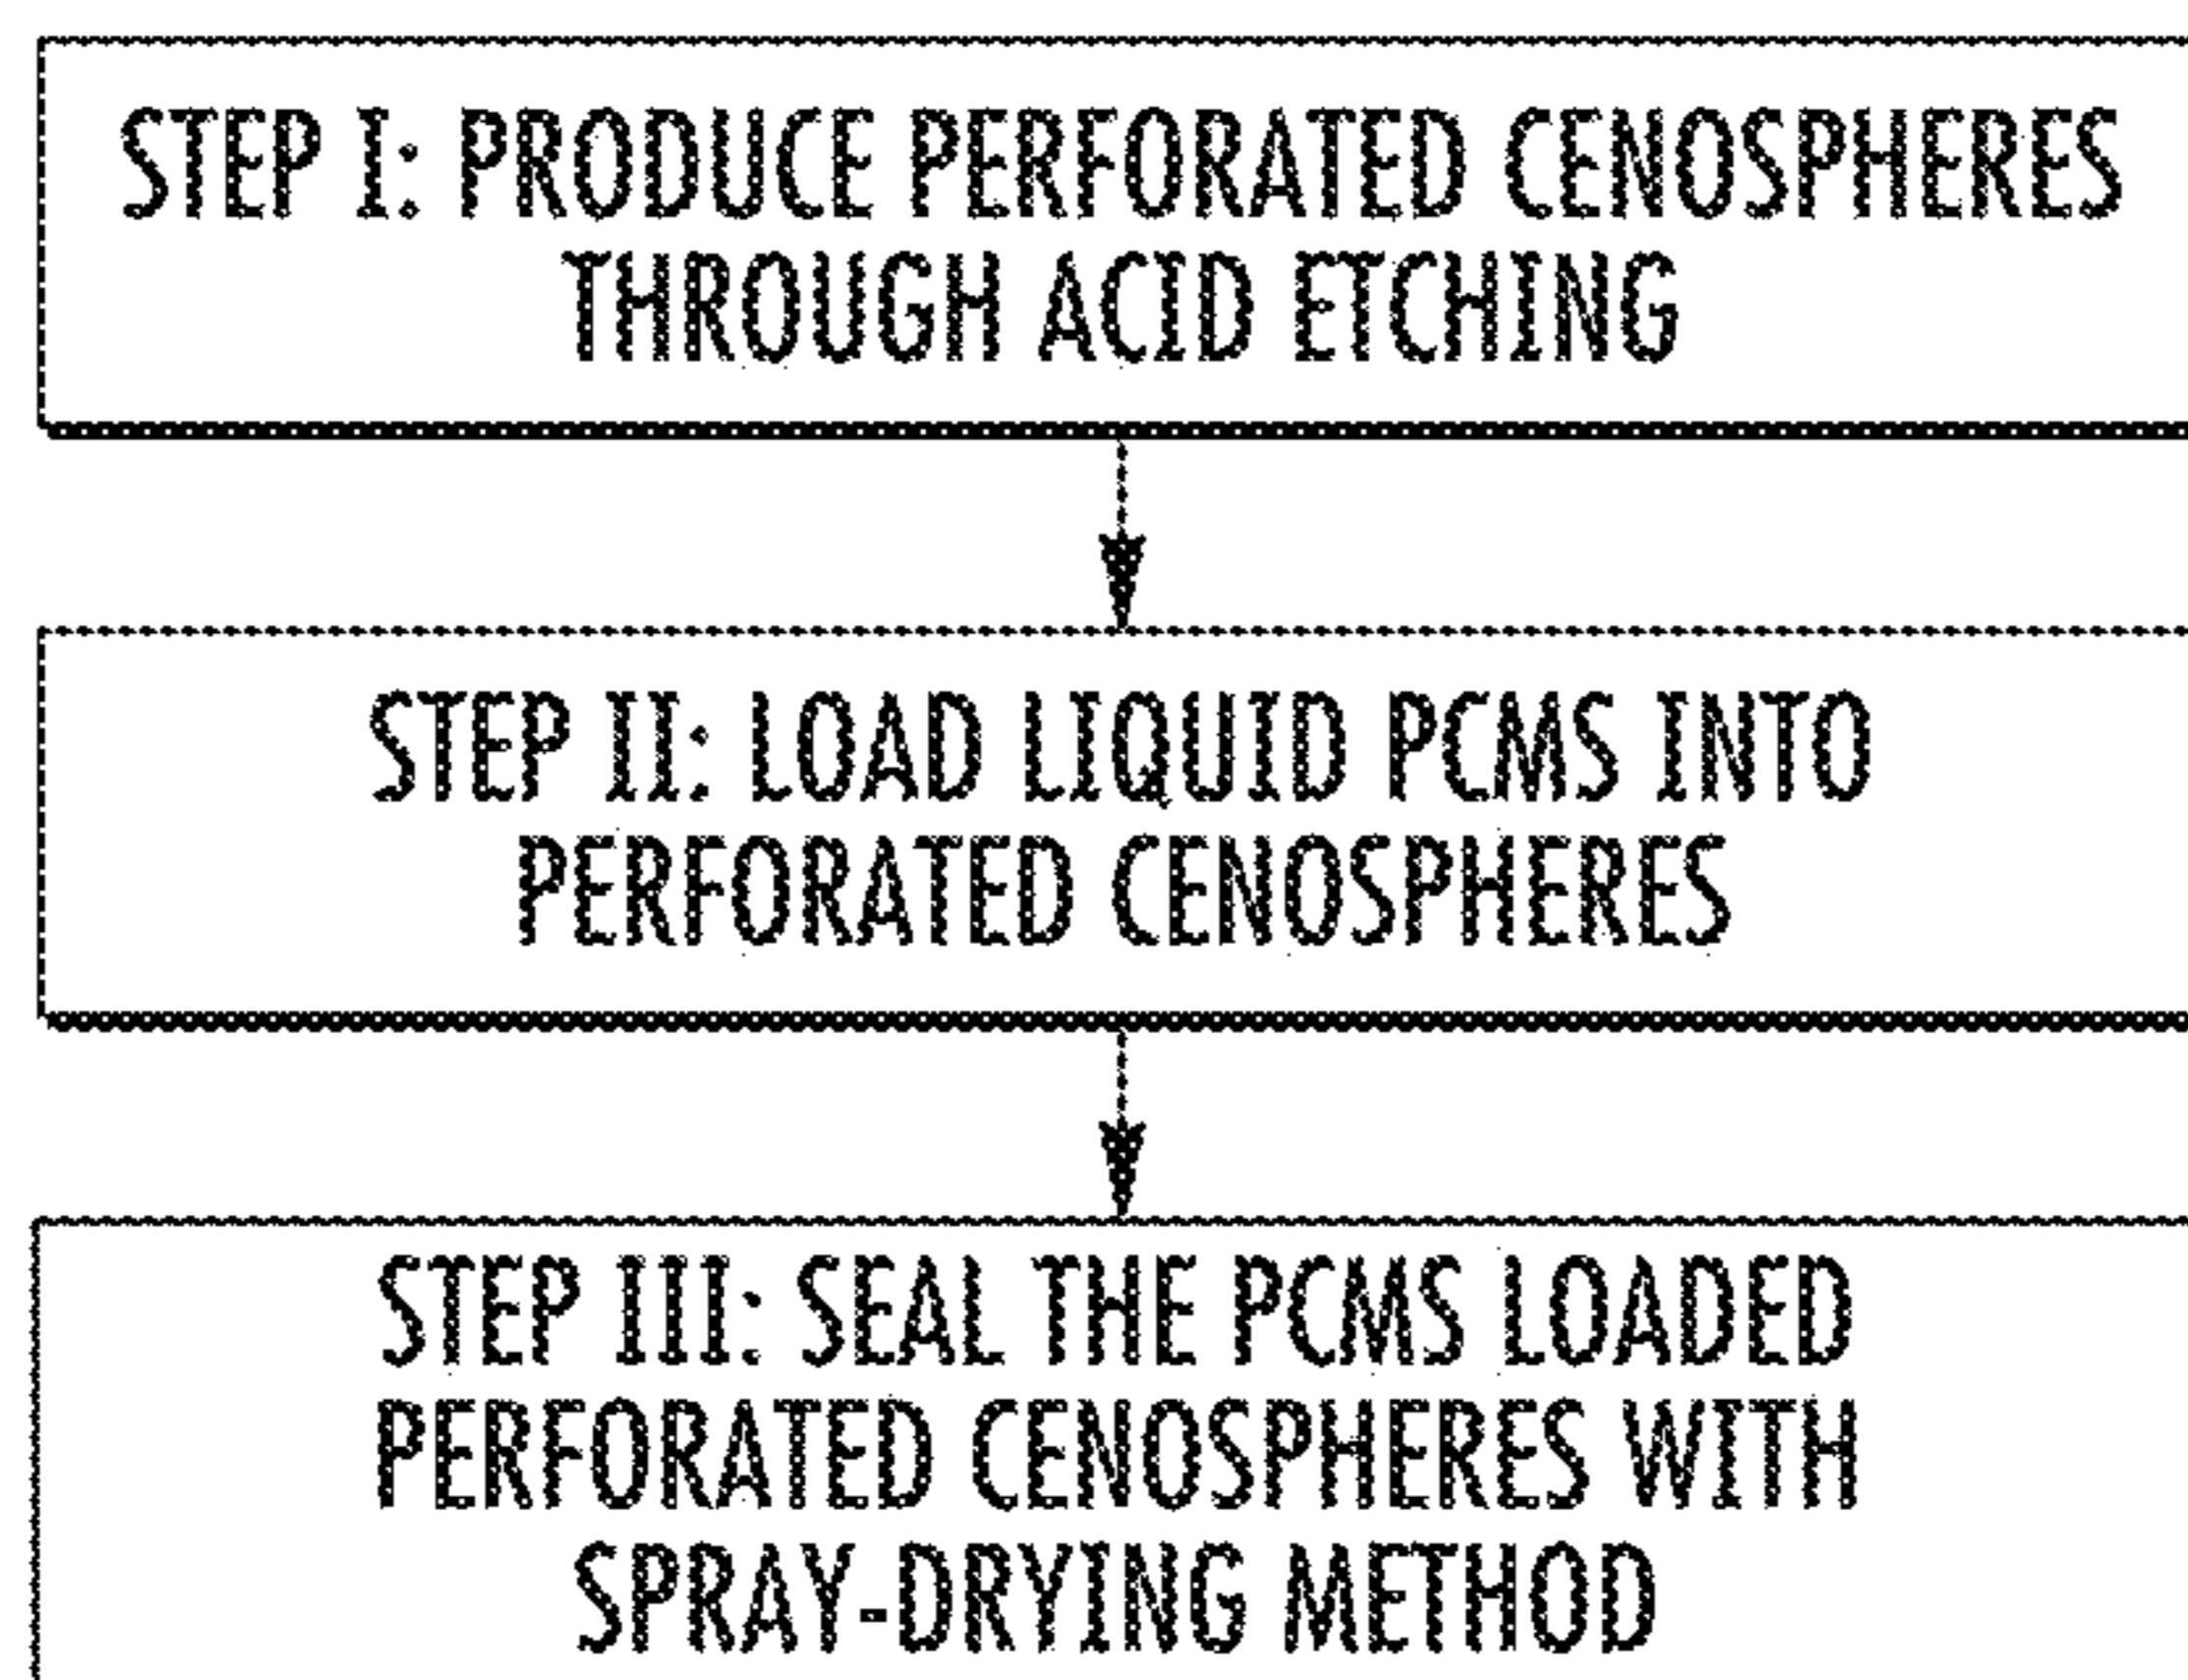 STEP I: PRODUCE PERFORATED CENOSPHERES
THROUGH ACID ETCHING
STEP II: LOAD LIQUID PCMS INTO
PERFORATED CENOSPHERES
STEP III: SEAL THE PCMS LOADED
PERFORATED CENOSPHERES WITH
SPRAY-DRYING METHOD